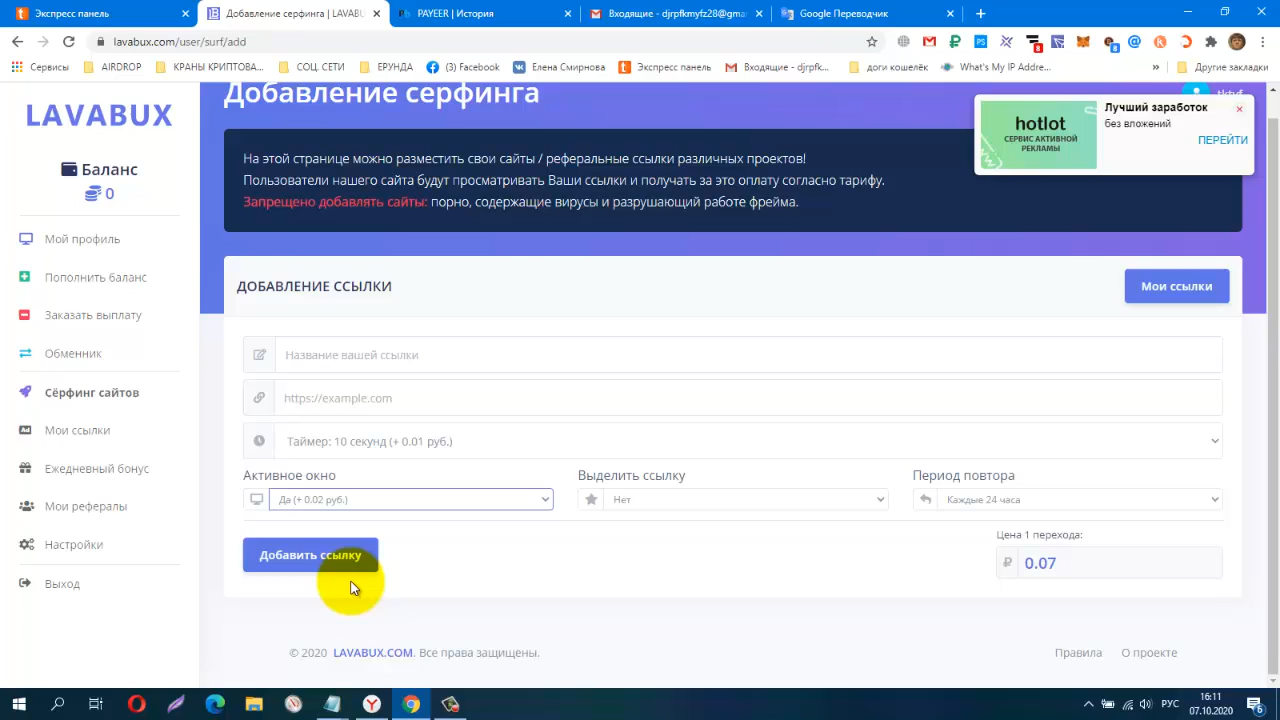 Экспресс панель
Добавление серфинга | LAVABU
PAYEER | История
Входящие - djrpfkmyfz28@gma
Google Переводчик
lavabux.com/user/surf/add
Сервисы
AIRDROP
КРАНЫ КРИПТОВА...
СОЦ. СЕТИ
ЕРУНДА
(3) Facebook
Елена Смирнова
Экспресс панель
Входящие - djrpfk...
доги кошелёк
What's My IP Addre...
Другие закладки
LAVABUX
Баланс
0
Мой профиль
Пополнить баланс
Заказать выплату
Обменник
Сёрфинг сайтов
Мои ссылки
Ежедневный бонус
Мои рефералы
Настройки
Выход
Добавление серфинга
На этой странице можно разместить свои сайты / реферальные ссылки различных проектов!
Пользователи нашего сайта будут просматривать Ваши ссылки и получать за это оплату согласно тарифу.
Запрещено добавлять сайты: порно, содержащие вирусы и разрушающий работе фрейма.
hotlot
СЕРВИС АКТИВНОЙ
РЕКЛАМЫ
Лучший заработок
без вложений
ПЕРЕЙТИ
ДОБАВЛЕНИЕ ССЫЛКИ
Мои ссылки
Название вашей ссылки
https://example.com
Таймер: 10 секунд (+ 0.01 руб.)
Активное окно
Выделить ссылку
Период повтора
Да (+ 0.02 руб.)
Нет
Каждые 24 часа
Добавить ссылку
Цена 1 перехода:
0.07
© 2020 LAVABUX.COM. Все права защищены.
Правила
О проекте
РУС
16:11
07.10.2020